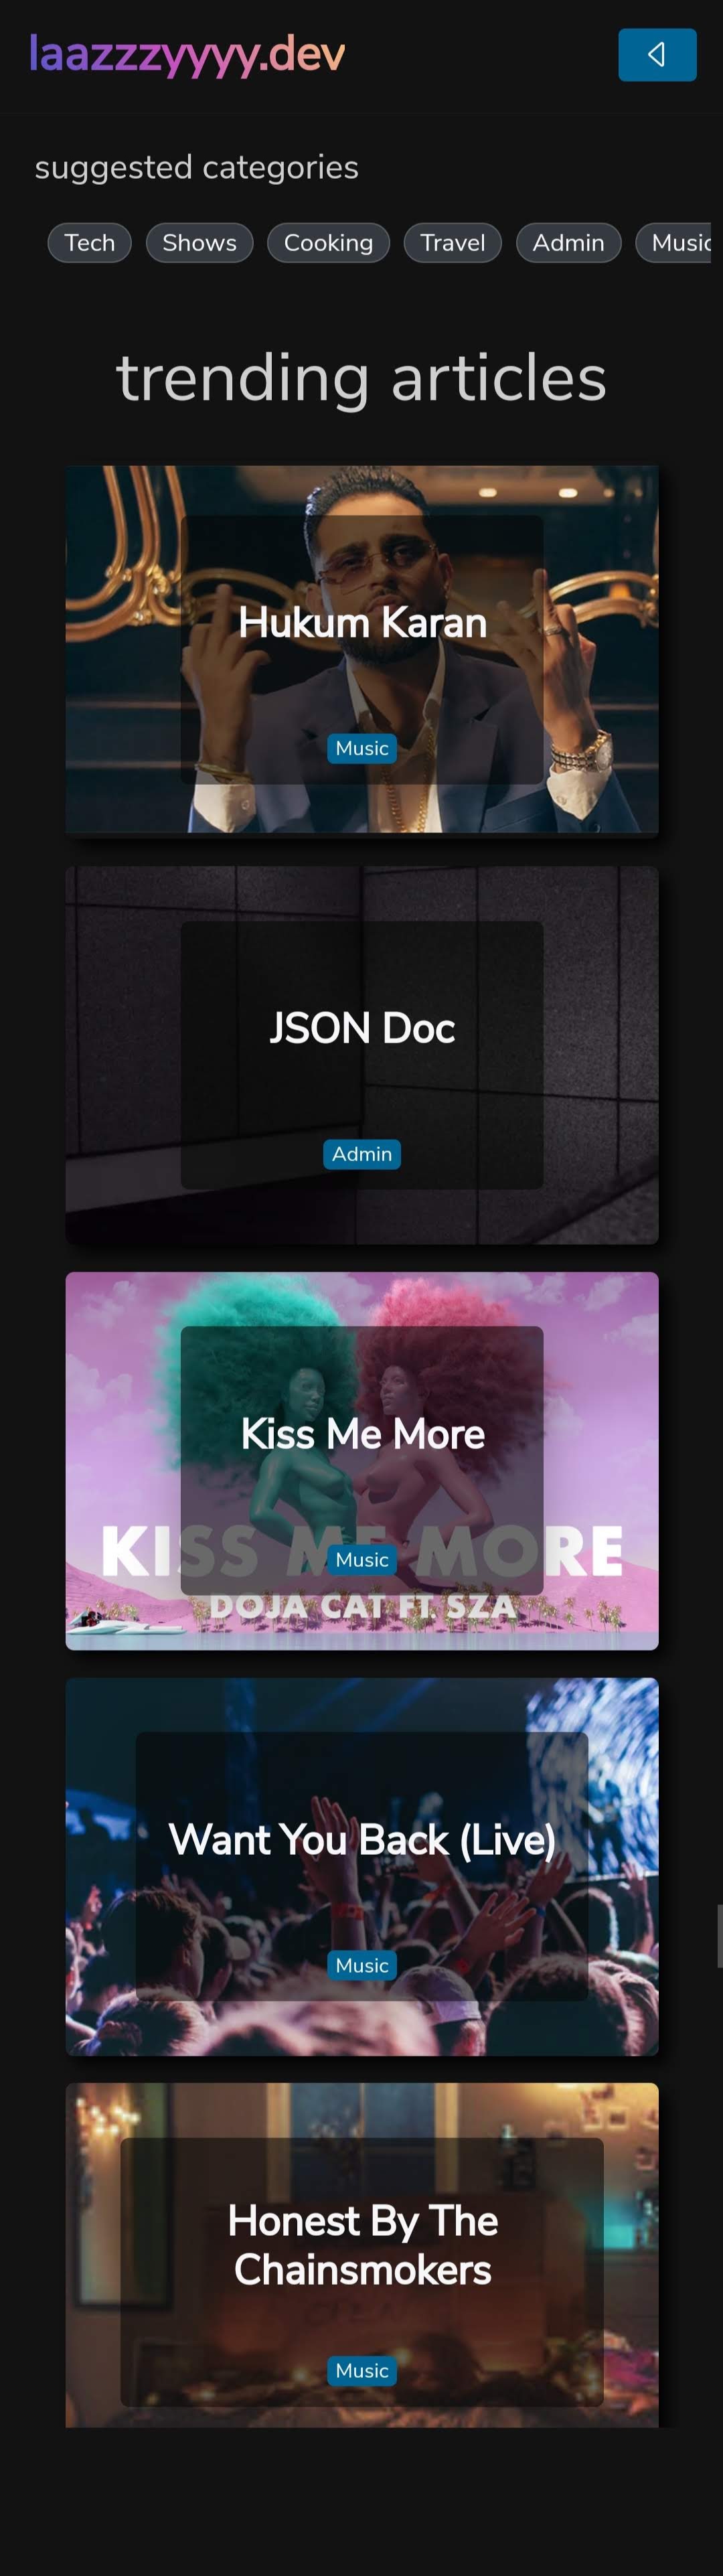 laazzzyyyy.dev
suggested categories
Tech Shows Cooking Travel Admin Music
trending articles
Hukum Karan
Music
JSON Doc
Admin
Kiss Me More
KISS ME MORE
Music
DOJA CAT FT. SZA
Want You Back (Live)
Music
Honest By The
Chainsmokers
Music